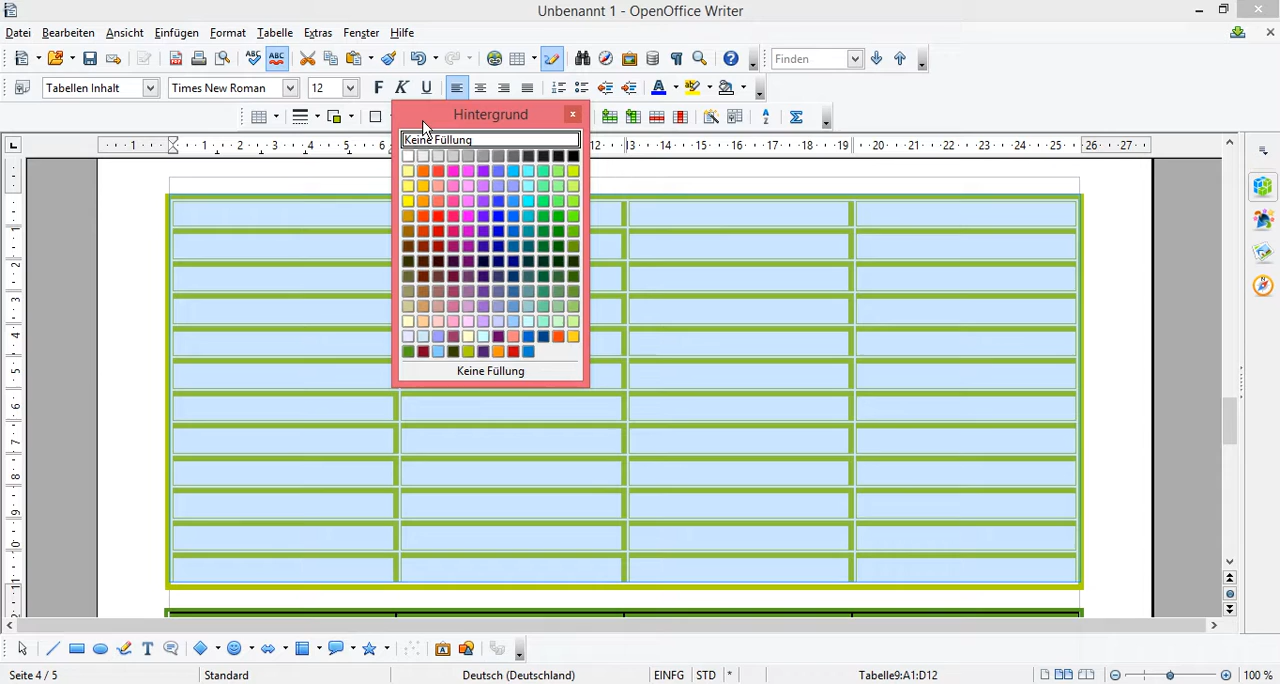 Unbenannt 1 - OpenOffice Writer
Datei Bearbeiten Ansicht Einfügen Format Tabelle Extras Fenster Hilfe
Finden
Tabellen Inhalt Times New Roman 12 F K U
Hintergrund
Keine Füllung
Keine Füllung
Seite 4 / 5 Standard Deutsch (Deutschland) EINFG STD * Tabelle9:A1:D12 100 %